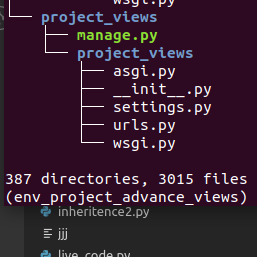 wsgi.py
project_views
manage.py
project_views
asgi.py
__init__.py
settings.py
urls.py
wsgi.py
387 directories, 3015 files
(env_project_advance_views)
inheritence2.py
jjj
live_code.py